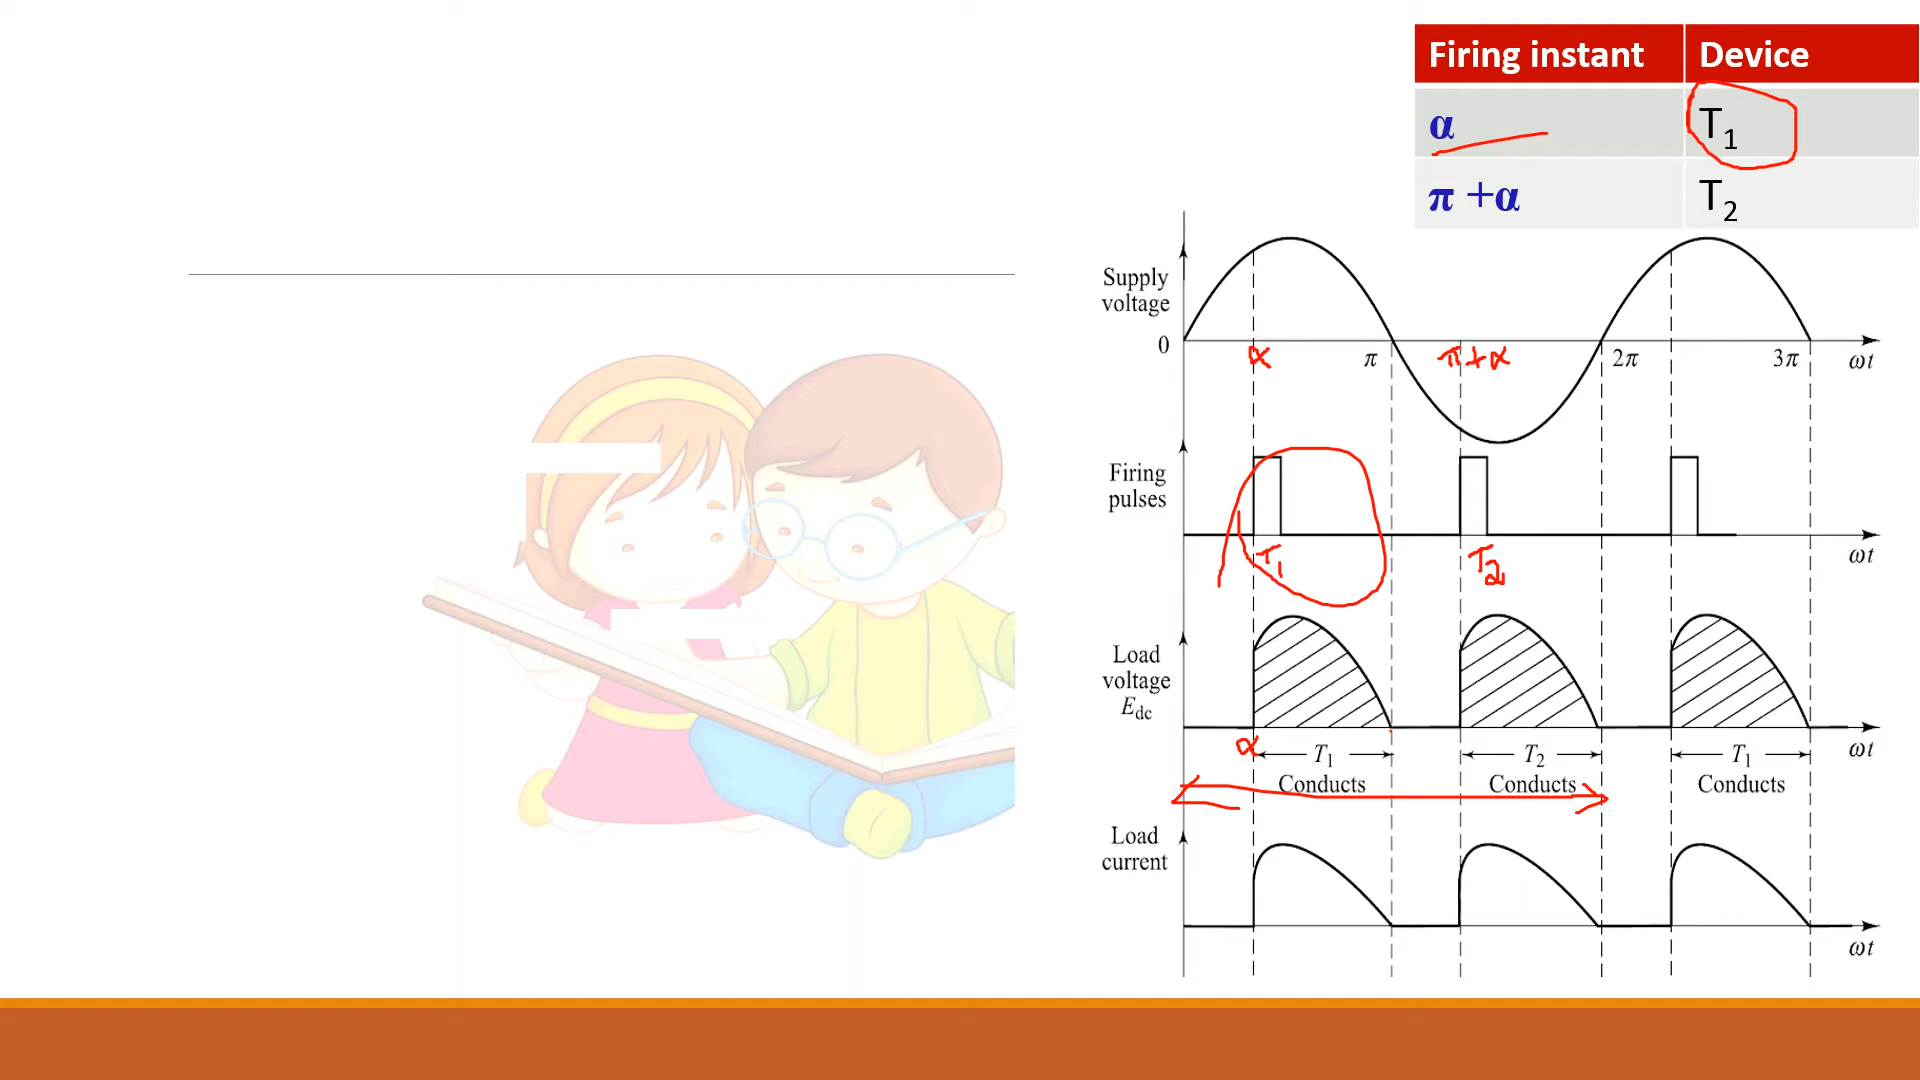 Firing instant Device
α T1
π +α T2
Supply
voltage
0 α π π+α 2π 3π ωt
Firing
pulses
T1 T2 ωt
Load
voltage
Edc
α T1 T2 T1 ωt
Conducts Conducts Conducts
Load
current
ωt